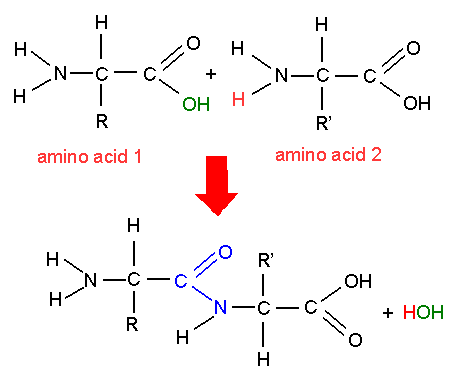 H H O H H O
N C C + N C C
H R OH H R’ OH
amino acid 1 amino acid 2
H O R’ OH
H N C C N C C + HOH
H R H H O